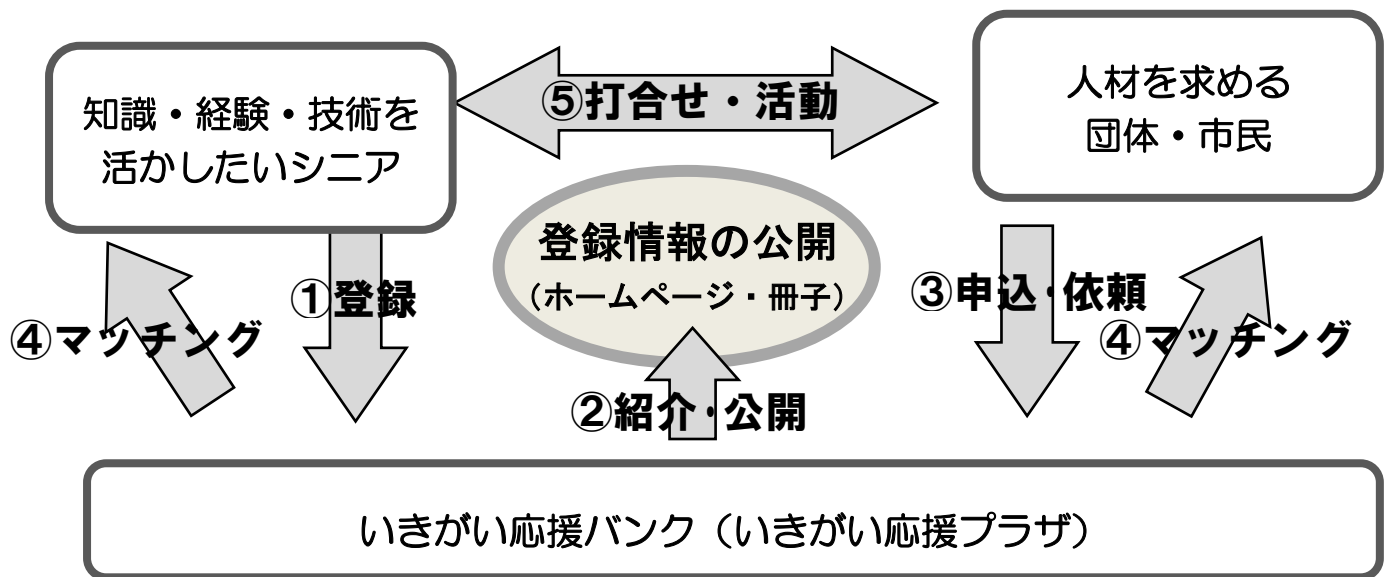 知識・経験・技術を
活かしたいシニア
⑤打合せ・活動
人材を求める
団体・市民
登録情報の公開
（ホームページ・冊子）
④マッチング
①登録
②紹介・公開
③申込・依頼
④マッチング
いきがい応援バンク（いきがい応援プラザ）